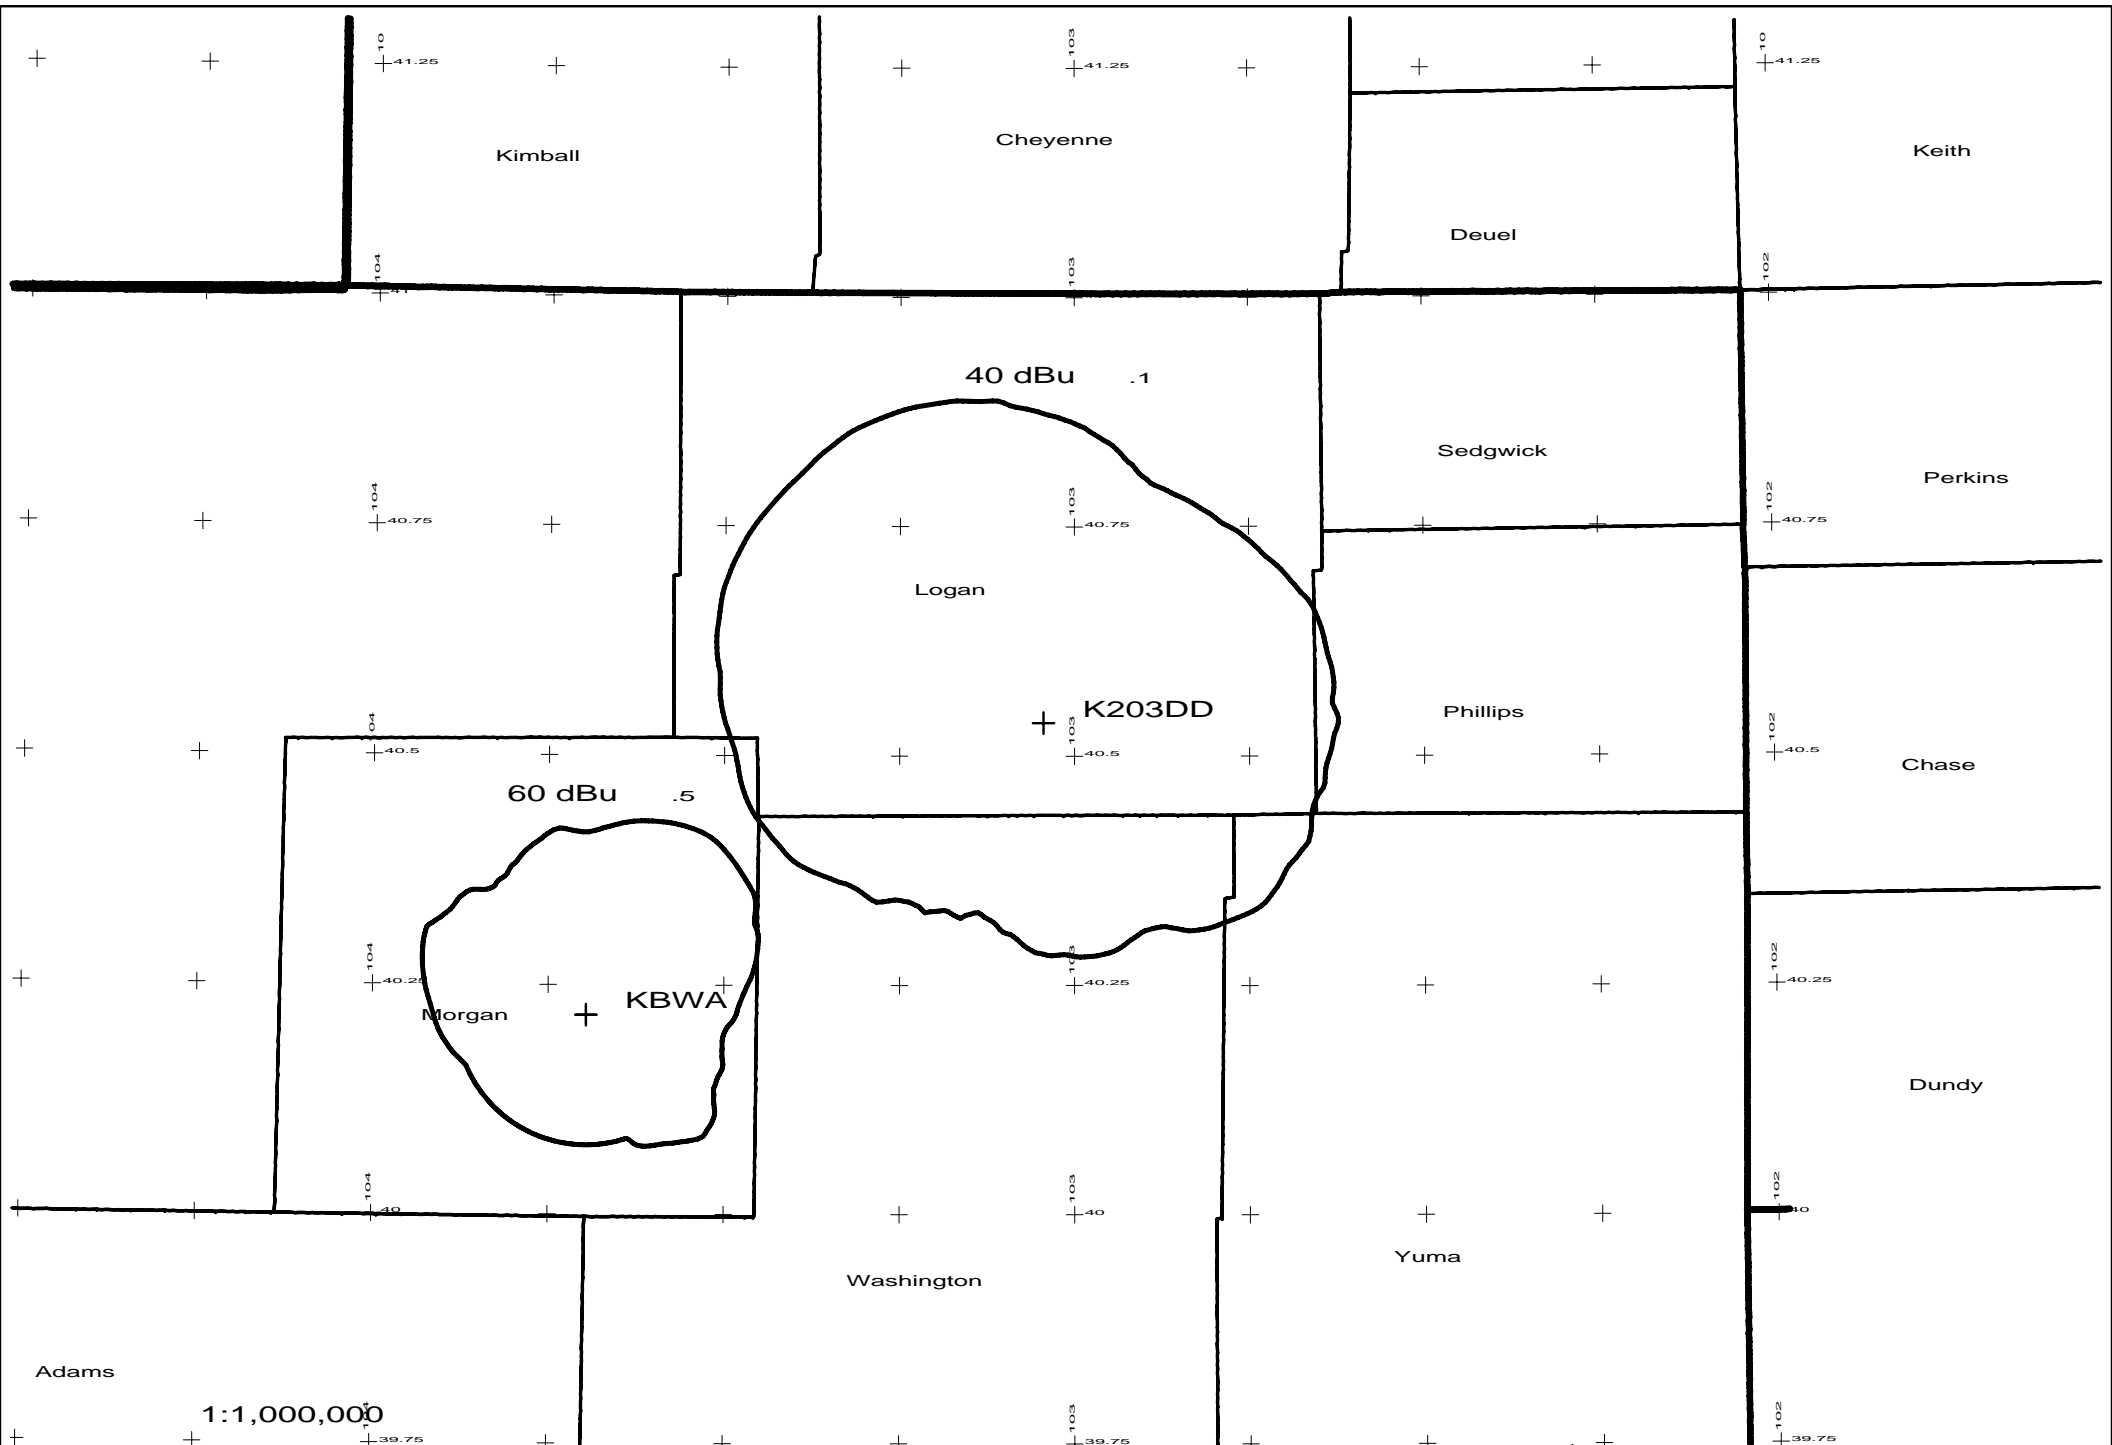 10 103 10
41.25 41.25 41.25
Kimball Cheyenne Keith
Deuel
104 103 102
41
40 dBu .1
Sedgwick Perkins
104 103 102
40.75 40.75 40.75
Logan
K203DD Phillips
104 103 102
40.5 40.5 40.5
Chase
60 dBu .5
104 103 102
40.25 40.25 40.25
KBWA
Morgan
Dundy
104 103 102
40 40 40
Yuma
Washington
Adams
1:1,000,000
104 103 102
39.75 39.75 39.75